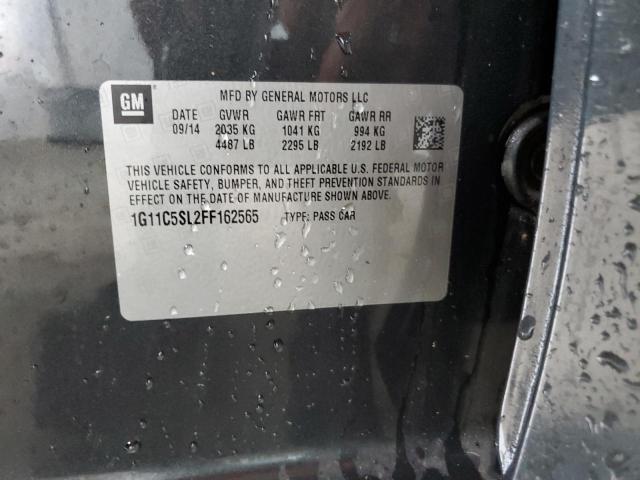 GM
MFD BY GENERAL MOTORS LLC
DATE GVWR GAWR FRT GAWR RR
09/14 2035 KG 1041 KG 994 KG
4487 LB 2295 LB 2192 LB
THIS VEHICLE CONFORMS TO ALL APPLICABLE U.S. FEDERAL MOTOR
VEHICLE SAFETY, BUMPER, AND THEFT PREVENTION STANDARDS IN
EFFECT ON THE DATE OF MANUFACTURE SHOWN ABOVE.
1G11C5SL2FF162565 TYPE: PASS CAR